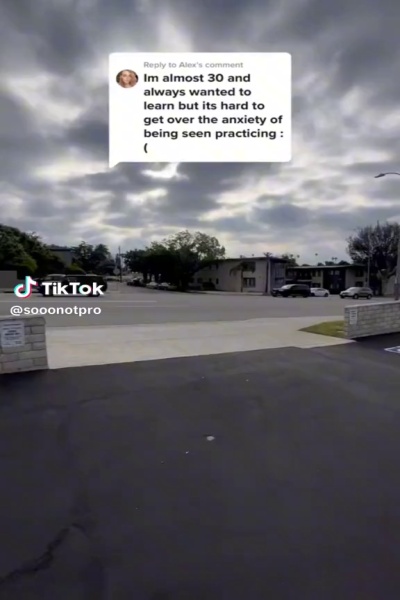 Reply to Alex's comment
Im almost 30 and
always wanted to
learn but its hard to
get over the anxiety of
being seen practicing :
(
TikTok
@sooonotpro